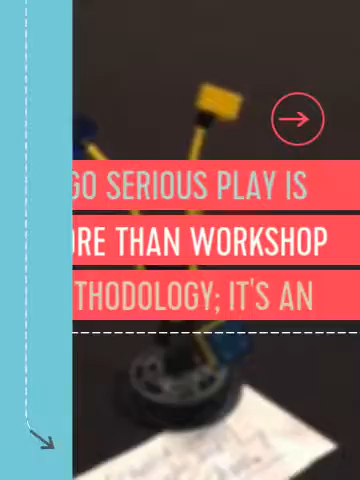 GO SERIOUS PLAY IS
ORE THAN WORKSHOP
THODOLOGY; IT'S AN